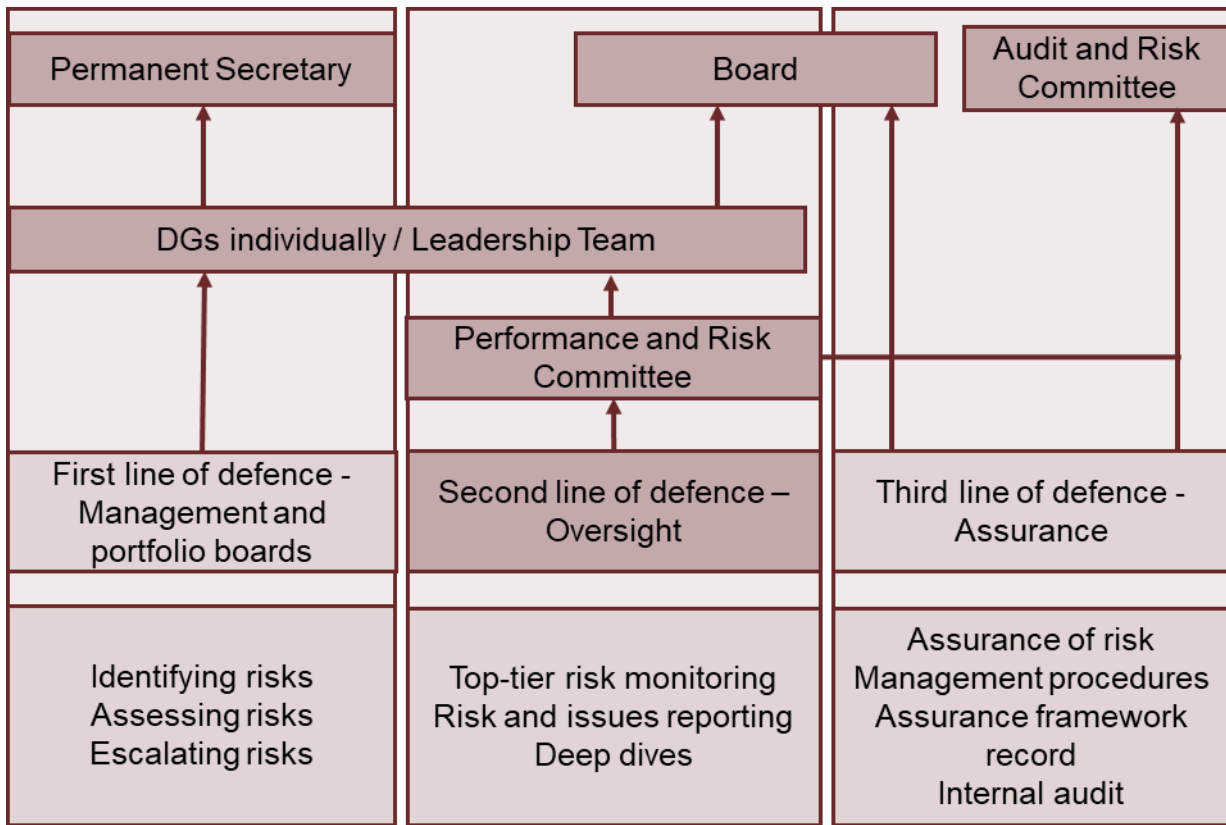 Permanent Secretary
Board
Audit and Risk
Committee
DGs individually / Leadership Team
Performance and Risk
Committee
First line of defence -
Management and
portfolio boards
Second line of defence –
Oversight
Third line of defence -
Assurance
Identifying risks
Assessing risks
Escalating risks
Top-tier risk monitoring
Risk and issues reporting
Deep dives
Assurance of risk
Management procedures
Assurance framework
record
Internal audit